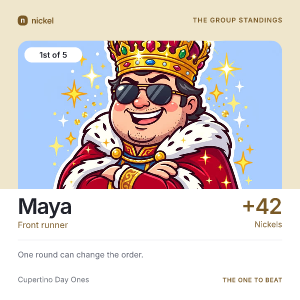 n nickel
THE GROUP STANDINGS
1st of 5
Maya
+42
Front runner
Nickels
One round can change the order.
Cupertino Day Ones
THE ONE TO BEAT